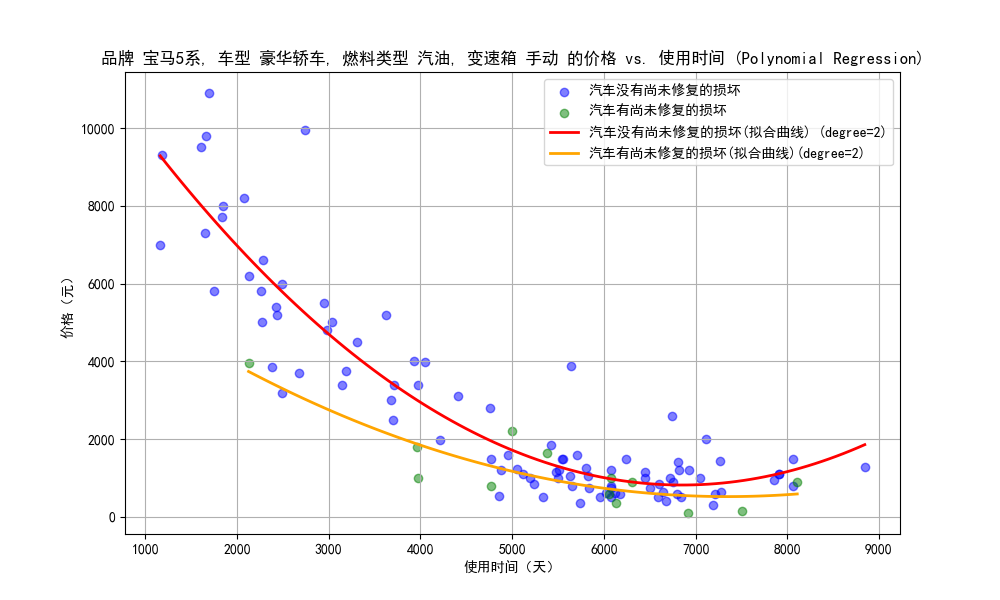 品牌 宝马5系, 车型 豪华轿车, 燃料类型 汽油, 变速箱 手动 的价格 vs. 使用时间 (Polynomial Regression)
汽车没有尚未修复的损坏
汽车有尚未修复的损坏
汽车没有尚未修复的损坏(拟合曲线) (degree=2)
汽车有尚未修复的损坏(拟合曲线)(degree=2)
价格（元）
10000
8000
6000
4000
2000
0
1000 2000 3000 4000 5000 6000 7000 8000 9000
使用时间（天）